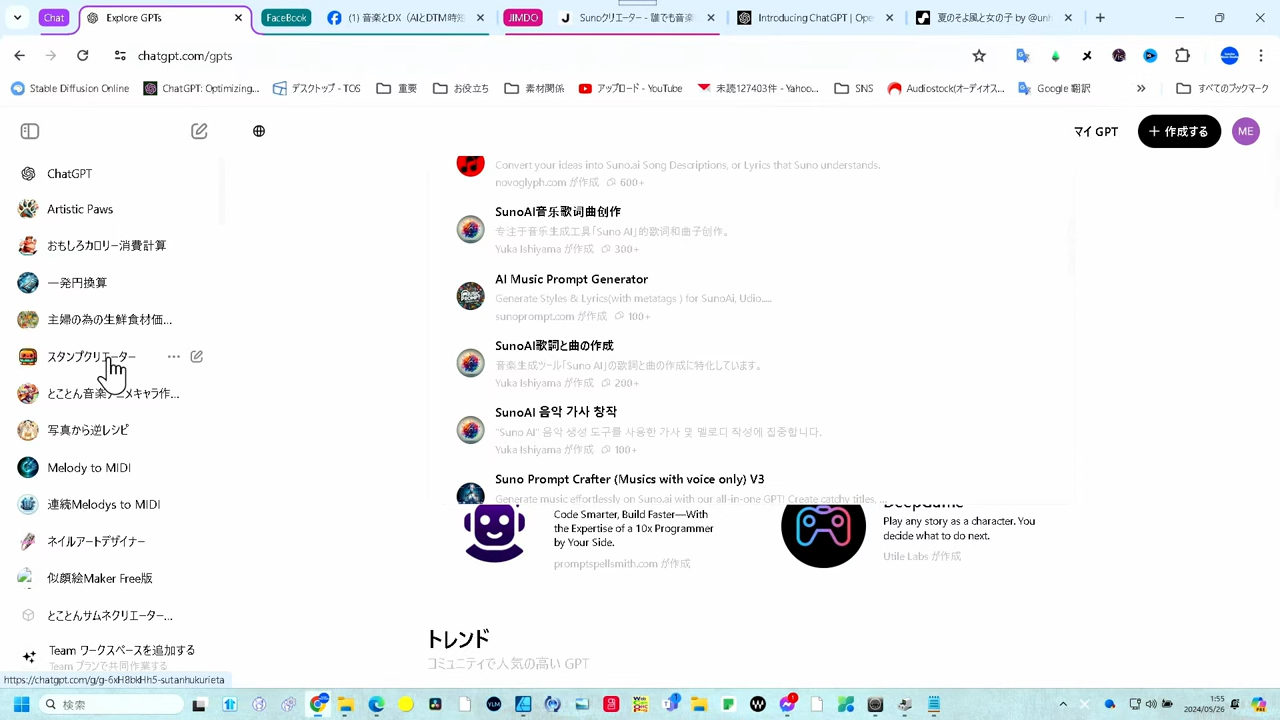 Chat
Explore GPTs
FaceBook
(1) 音楽とDX（AIとDTM時短
JIMDO
Sunoクリエーター - 誰でも音楽
Introducing ChatGPT | Open
夏のそよ風と女の子 by @unh
chatgpt.com/gpts
Stable Diffusion Online
ChatGPT: Optimizing...
デスクトップ - TOS
重要
お役立ち
素材関係
アップロード - YouTube
未読127403件 - Yahoo...
SNS
Audiostock(オーディオス...
Google 翻訳
すべてのブックマーク
マイ GPT
作成する
ME
ChatGPT
Artistic Paws
おもしろカロリー消費計算
一発円換算
主婦の為の生鮮食材価...
スタンプクリエーター
とことん音楽アニメキャラ作...
写真から逆レシピ
Melody to MIDI
連続Melodys to MIDI
ネイルアートデザイナー
似顔絵Maker Free版
とことんサムネクリエーター...
Team ワークスペースを追加する
Team プランで共同作業する
https://chatgpt.com/g/g-6xH8bkHh5-sutanhukurieta
Convert your ideas into Suno.ai Song Descriptions, or Lyrics that Suno understands.
novoglyph.com が作成 600+
SunoAI音乐歌词曲创作
专注于音乐生成工具「Suno AI」的歌词和曲子创作。
Yuka Ishiyama が作成 300+
AI Music Prompt Generator
Generate Styles & Lyrics(with metatags ) for SunoAi, Udio.....
sunoprompt.com が作成 100+
SunoAI歌詞と曲の作成
音楽生成ツール「Suno AI」の歌詞と曲の作成に特化しています。
Yuka Ishiyama が作成 200+
SunoAI 음악 가사 창작
"Suno AI" 음악 생성 도구를 사용한 가사 및 멜로디 작성에 집중합니다.
Yuka Ishiyama が作成 100+
Suno Prompt Crafter (Musics with voice only) V3
Generate music effortlessly on Suno.ai with our all-in-one GPT! Create catchy titles, ...
Code Smarter, Build Faster—With
the Expertise of a 10x Programmer
by Your Side.
promptspellsmith.com が作成
DeepGame
Play any story as a character. You
decide what to do next.
Utile Labs が作成
トレンド
コミュニティで人気の高い GPT
検索
1:55
2024/05/26